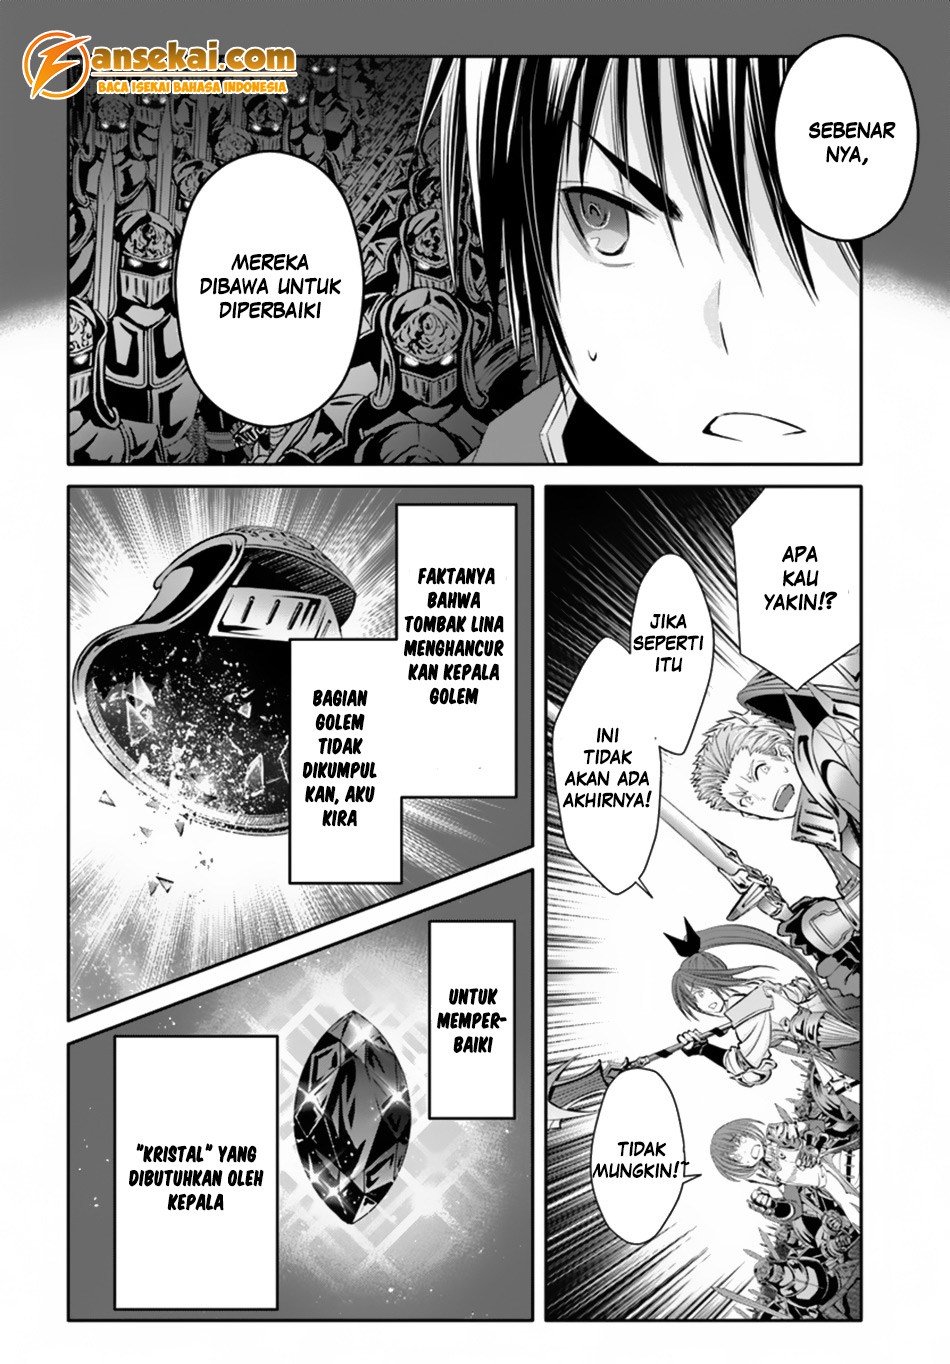 ansekai.com
BACA ISEKAI BAHASA INDONESIA
SEBENAR
NYA,
MEREKA
DIBAWA UNTUK
DIPERBAIKI
APA
KAU
YAKIN!?
JIKA
SEPERTI
ITU
INI
TIDAK
AKAN ADA
AKHIRNYA!
TIDAK
MUNGKIN!
FAKTANYA
BAHWA
TOMBAK LINA
MENGHANCUR
KAN KEPALA
GOLEM
BAGIAN
GOLEM
TIDAK
DIKUMPUL
KAN, AKU
KIRA
UNTUK
MEMPER-
BAIKI
"KRISTAL" YANG
DIBUTUHKAN OLEH
KEPALA